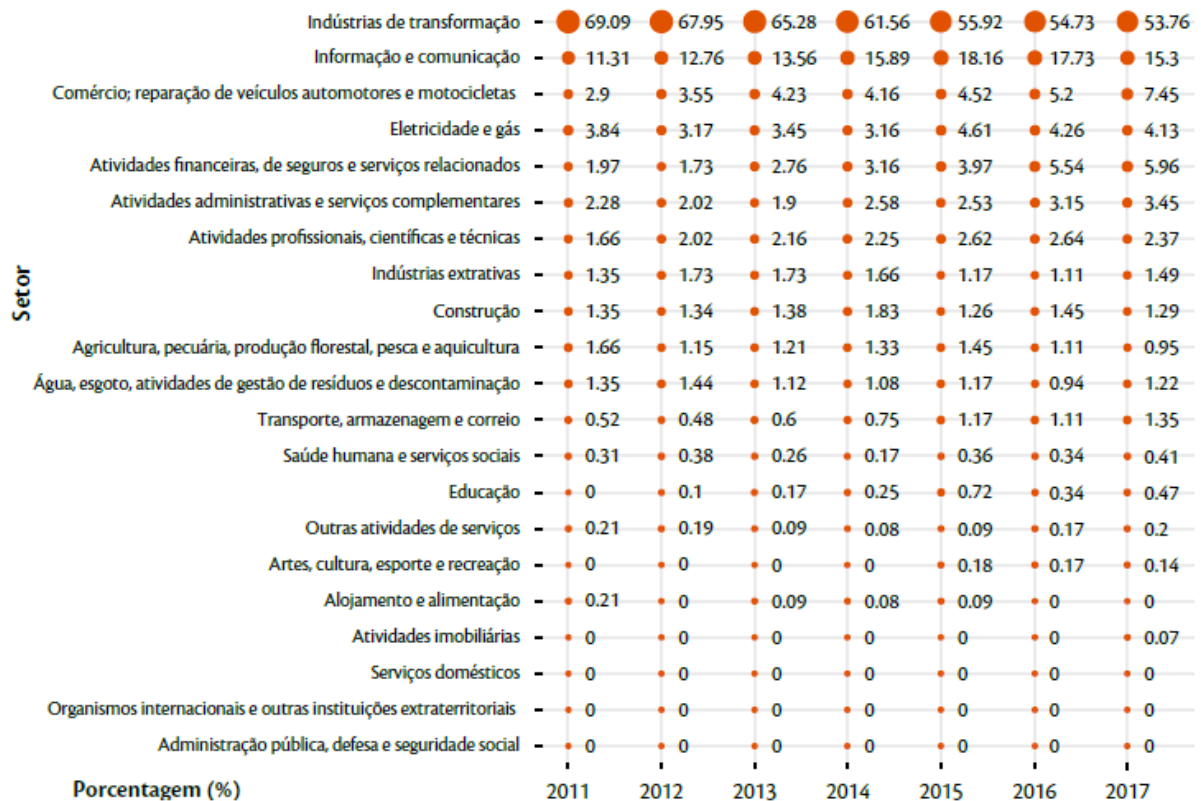 Indústrias de transformação 69.09 67.95 65.28 61.56 55.92 54.73 53.76
Informação e comunicação 11.31 12.76 13.56 15.89 18.16 17.73 15.3
Comércio; reparação de veículos automotores e motocicletas 2.9 3.55 4.23 4.16 4.52 5.2 7.45
Eletricidade e gás 3.84 3.17 3.45 3.16 4.61 4.26 4.13
Atividades financeiras, de seguros e serviços relacionados 1.97 1.73 2.76 3.16 3.97 5.54 5.96
Atividades administrativas e serviços complementares 2.28 2.02 1.9 2.58 2.53 3.15 3.45
Atividades profissionais, científicas e técnicas 1.66 2.02 2.16 2.25 2.62 2.64 2.37
Indústrias extrativas 1.35 1.73 1.73 1.66 1.17 1.11 1.49
Setor
Construção 1.35 1.34 1.38 1.83 1.26 1.45 1.29
Agricultura, pecuária, produção florestal, pesca e aquicultura 1.66 1.15 1.21 1.33 1.45 1.11 0.95
Água, esgoto, atividades de gestão de resíduos e descontaminação 1.35 1.44 1.12 1.08 1.17 0.94 1.22
Transporte, armazenagem e correio 0.52 0.48 0.6 0.75 1.17 1.11 1.35
Saúde humana e serviços sociais 0.31 0.38 0.26 0.17 0.36 0.34 0.41
Educação 0 0.1 0.17 0.25 0.72 0.34 0.47
Outras atividades de serviços 0.21 0.19 0.09 0.08 0.09 0.17 0.2
Artes, cultura, esporte e recreação 0 0 0 0 0.18 0.17 0.14
Alojamento e alimentação 0.21 0 0.09 0.08 0.09 0 0
Atividades imobiliárias 0 0 0 0 0 0 0.07
Serviços domésticos 0 0 0 0 0 0 0
Organismos internacionais e outras instituições extraterritoriais 0 0 0 0 0 0 0
Administração pública, defesa e seguridade social 0 0 0 0 0 0 0
Porcentagem (%) 2011 2012 2013 2014 2015 2016 2017